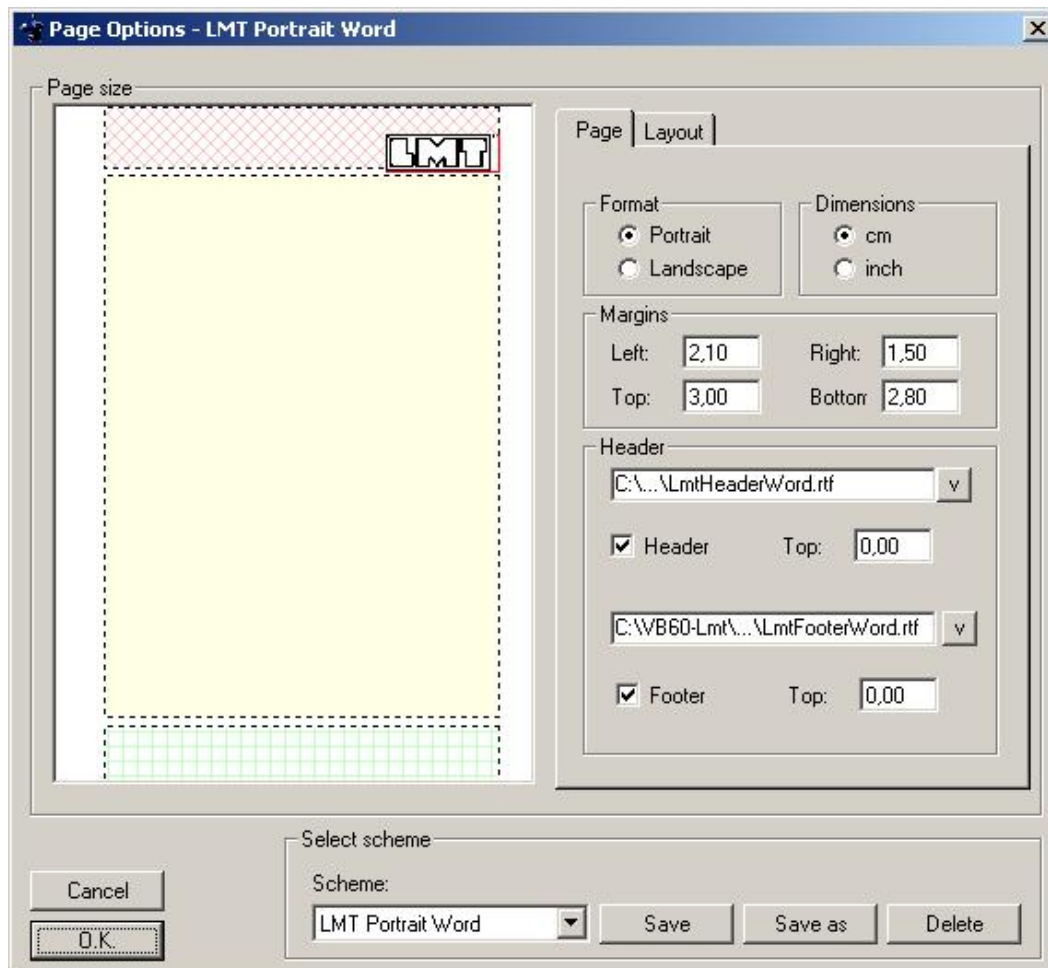 Page Options - LMT Portrait Word
Page size
LMT
Page Layout
Format
Portrait
Landscape
Dimensions
cm
inch
Margins
Left: 2,10 Right: 1,50
Top: 3,00 Bottom 2,80
Header
C:\...\LmtHeaderWord.rtf v
Header Top: 0,00
C:\VB60-Lmt\...\LmtFooterWord.rtf v
Footer Top: 0,00
Select scheme
Scheme:
LMT Portrait Word Save Save as Delete
Cancel
O.K.